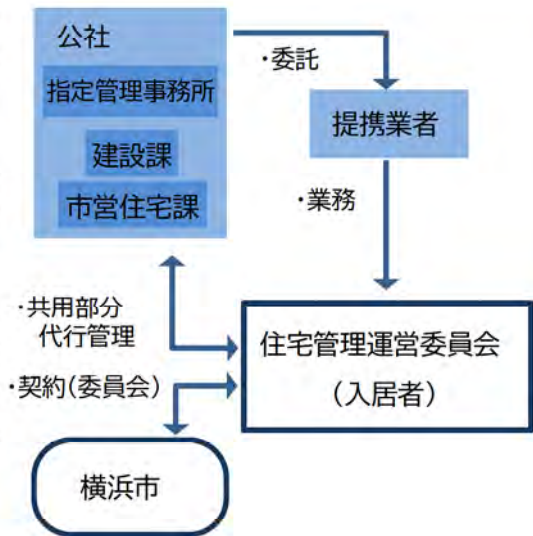 公社
指定管理事務所
建設課
市営住宅課
・委託
提携業者
・業務
・共用部分
代行管理
・契約(委員会)
住宅管理運営委員会
(入居者)
横浜市